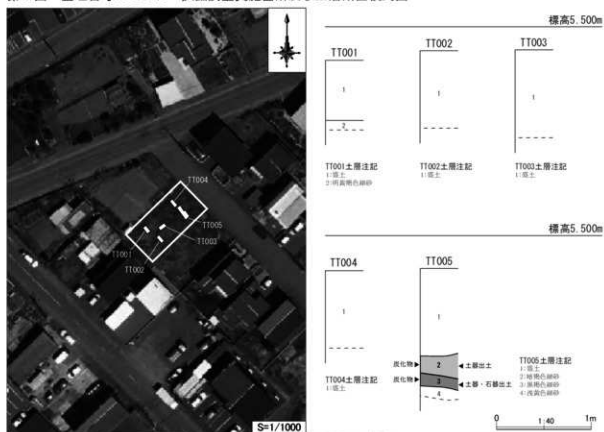 標高5.500m
TT001
TT002
TT003
1
1
1
2
TT001土層注記
1:盛土
2:明黄褐色細砂
TT002土層注記
1:盛土
TT003土層注記
1:盛土
TT004
TT005
TT003
TT001
TT002
S=1/1000
標高5.500m
TT004
TT005
1
1
炭化物
2
土器出土
炭化物
3
土器・石器出土
4
TT004土層注記
1:盛土
TT005土層注記
1:盛土
2:暗褐色細砂
3:黒褐色細砂
4:浅黄色細砂
0
1:40
1m